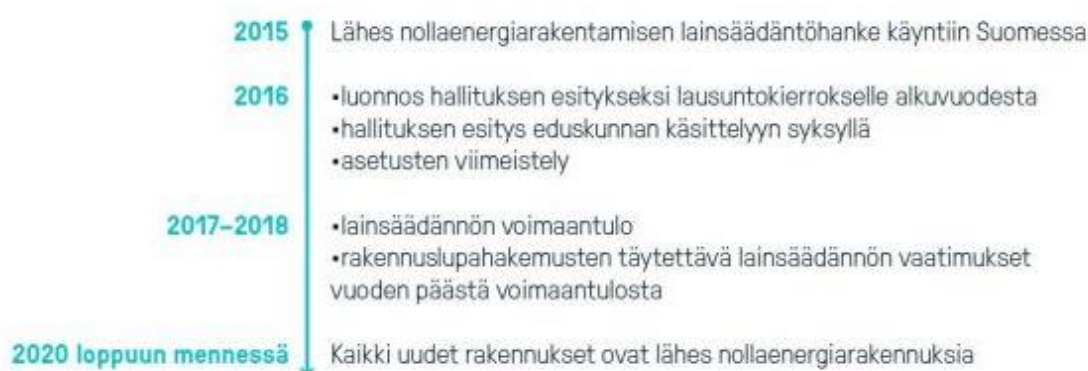 2015 Lähes nollaenergiarakentamisen lainsäädäntöhanke käyntiin Suomessa
2016 •luonnos hallituksen esitykseksi lausuntokierrokselle alkuvuodesta
•hallituksen esitys eduskunnan käsittelyyn syksyllä
•asetusten viimeistely
2017–2018 •lainsäädännön voimaantulo
•rakennuslupahakemusten täytettävä lainsäädännön vaatimukset
vuoden päästä voimaantulosta
2020 loppuun mennessä Kaikki uudet rakennukset ovat lähes nollaenergiarakennuksia